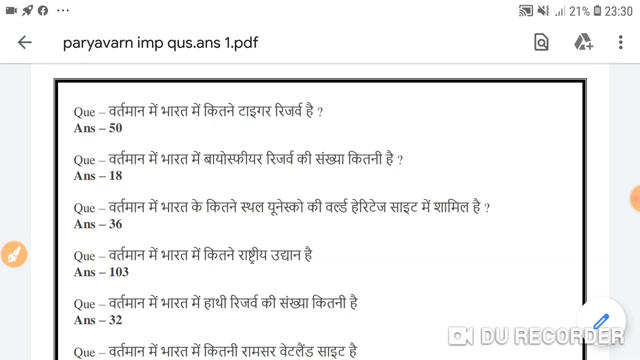 21% 23:30
paryavarn imp qus.ans 1.pdf
Que – वर्तमान में भारत में कितने टाइगर रिजर्व है ?
Ans – 50
Que – वर्तमान में भारत में बायोस्फीयर रिजर्व की संख्या कितनी है ?
Ans – 18
Que – वर्तमान में भारत के कितने स्थल यूनेस्को की वर्ल्ड हेरिटेज साइट में शामिल है ?
Ans – 36
Que – वर्तमान में भारत में कितने राष्ट्रीय उद्यान है
Ans – 103
Que – वर्तमान में भारत में हाथी रिजर्व की संख्या कितनी है
Ans – 32
Que – वर्तमान में भारत में कितनी रामसर वेटलैंड साइट है
DU RECORDER